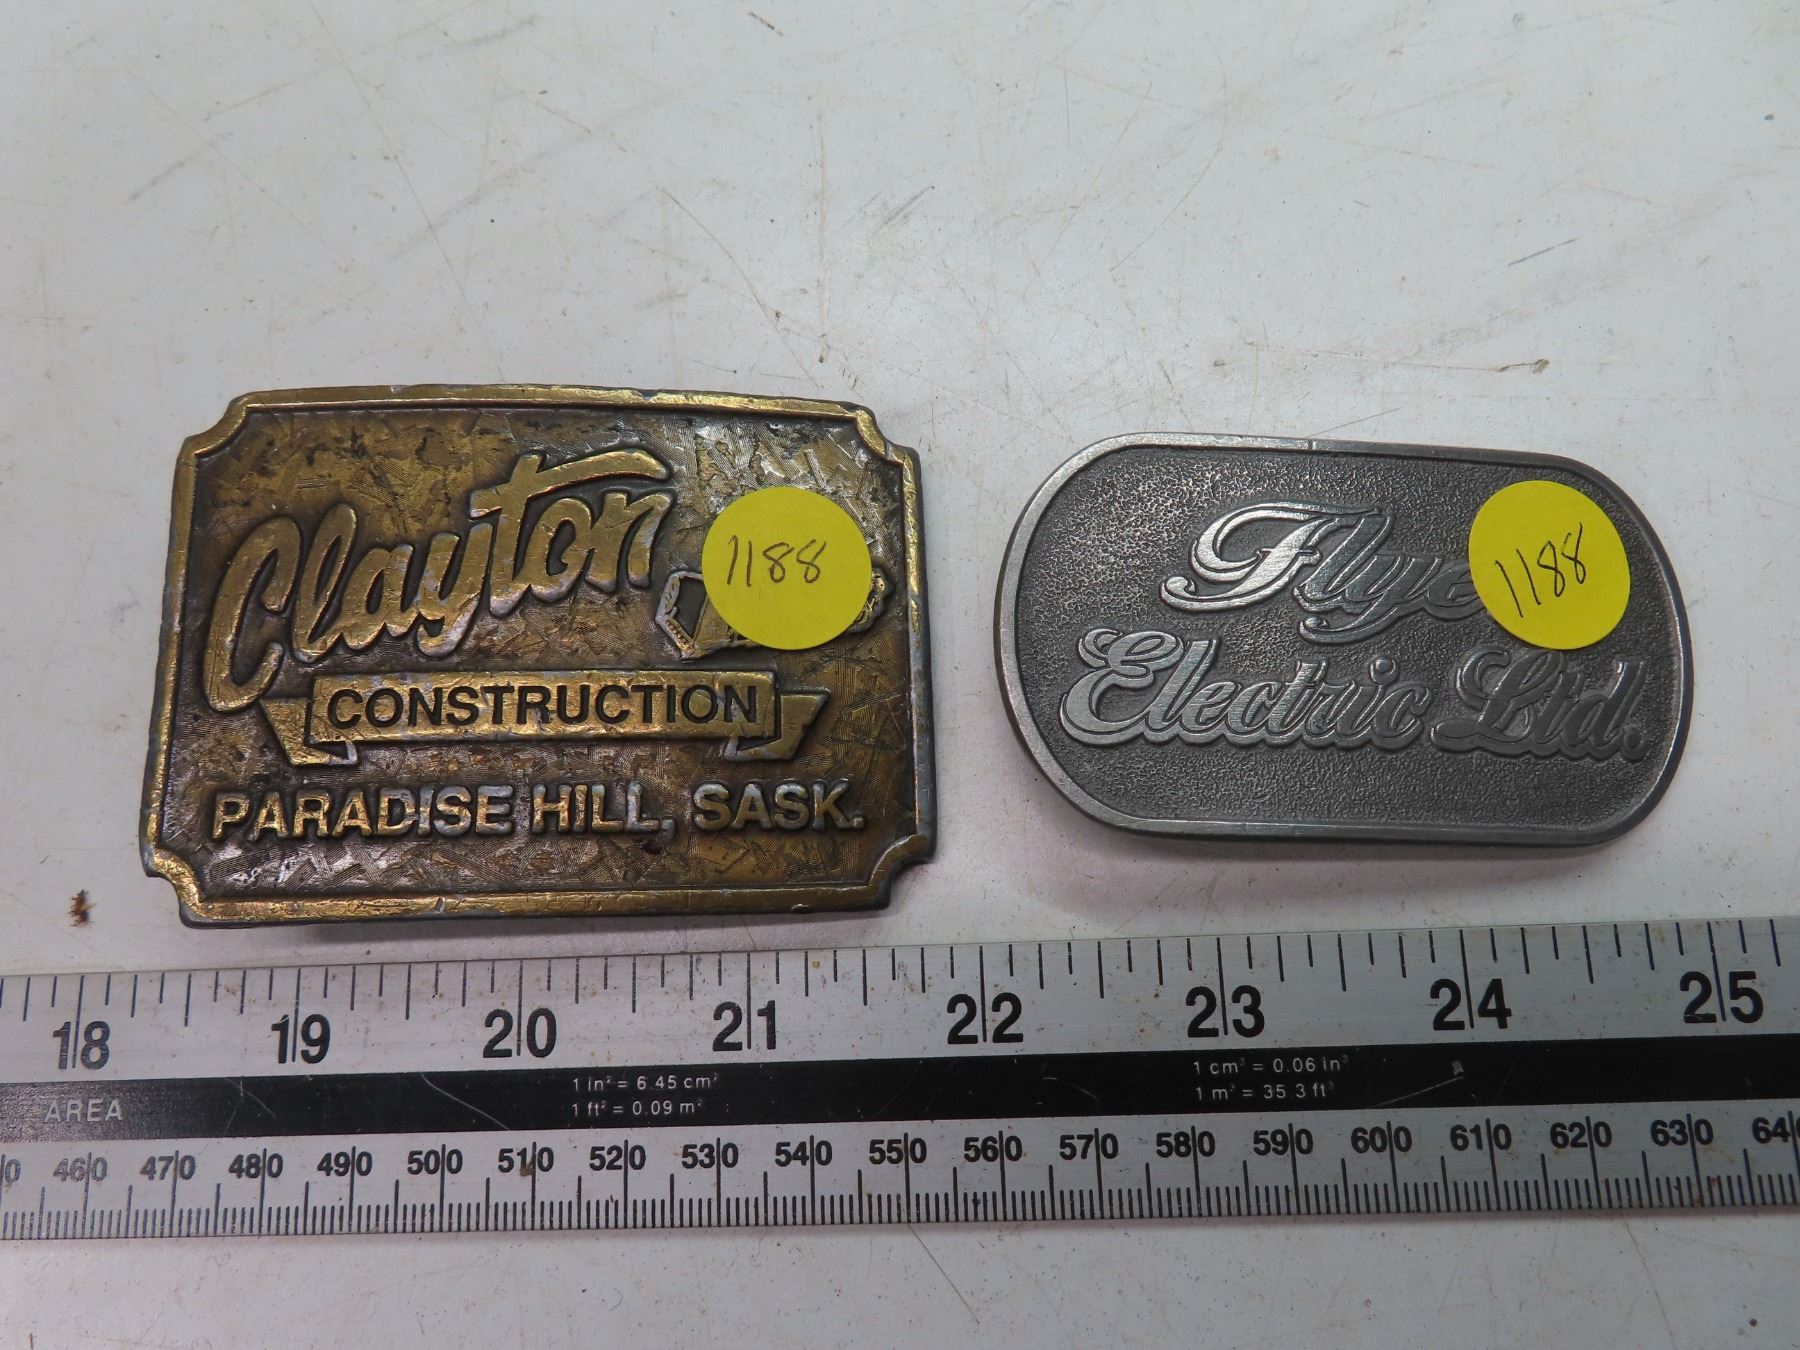 Clayton
1188
CONSTRUCTION
PARADISE HILL, SASK.
1188
Electric Ltd.
18 19 20 21 22 23 24 25
AREA
1 in² = 6.45 cm²
1 ft² = 0.09 m²
1 cm³ = 0.06 in³
1 m³ = 35.3 ft³
460 470 480 490 500 510 520 530 540 550 560 570 580 590 600 610 620 630